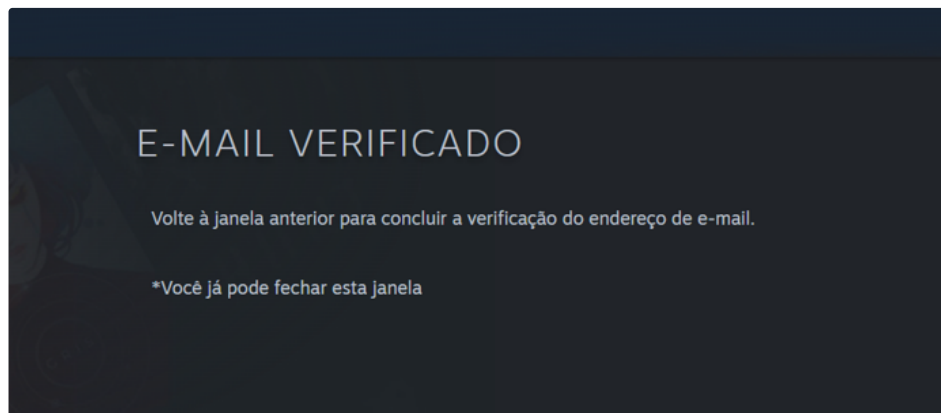 E-MAIL VERIFICADO
Volte à janela anterior para concluir a verificação do endereço de e-mail.
*Você já pode fechar esta janela